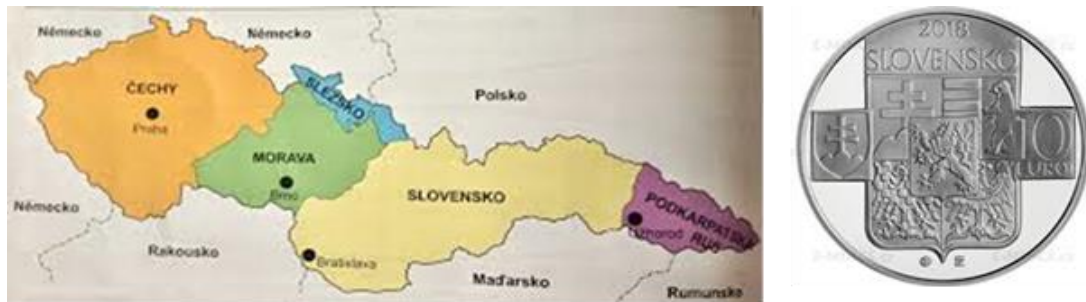 Německo
Německo
ČECHY
Praha
SLEZSKO
Polsko
MORAVA
Brno
SLOVENSKO
PODKARPATSKÁ
RUS
Užhorod
Německo
Rakousko
Bratislava
Maďarsko
Rumunsko
2018
SLOVENSKO
10
EURO